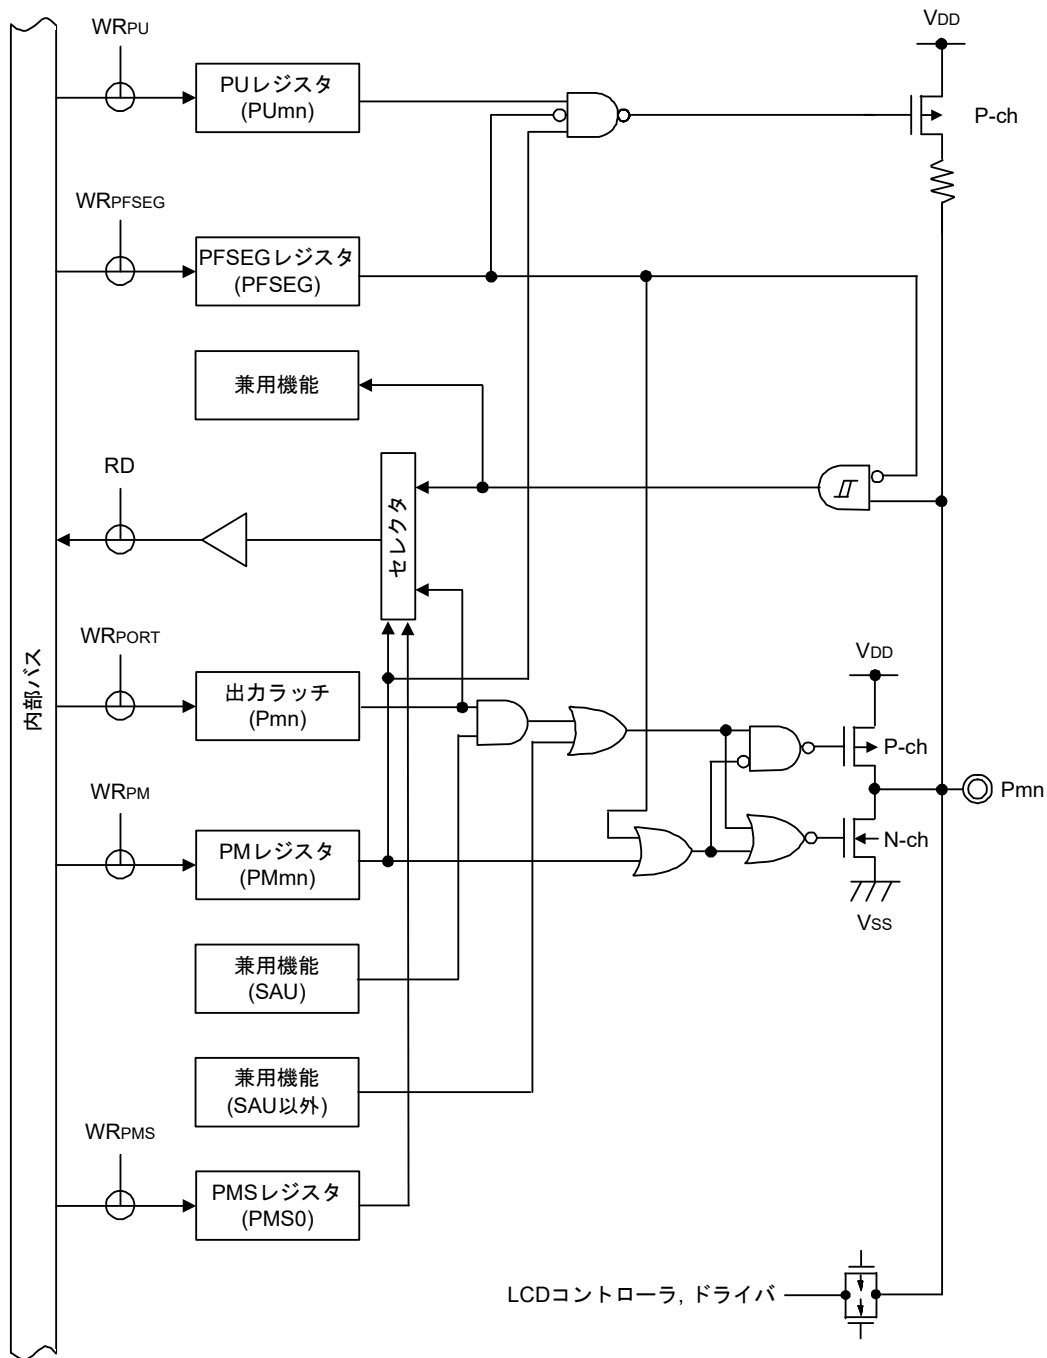 WRPU
VDD
PUレジスタ
(PUmn)
P-ch
WRPFSEG
PFSEGレジスタ
(PFSEG)
兼用機能
RD
セレクタ
WRPORT
内部バス
出力ラッチ
(Pmn)
VDD
P-ch
Pmn
WRPM
PMレジスタ
(PMmn)
N-ch
VSS
兼用機能
(SAU)
兼用機能
(SAU以外)
WRPMS
PMSレジスタ
(PMS0)
LCDコントローラ, ドライバ